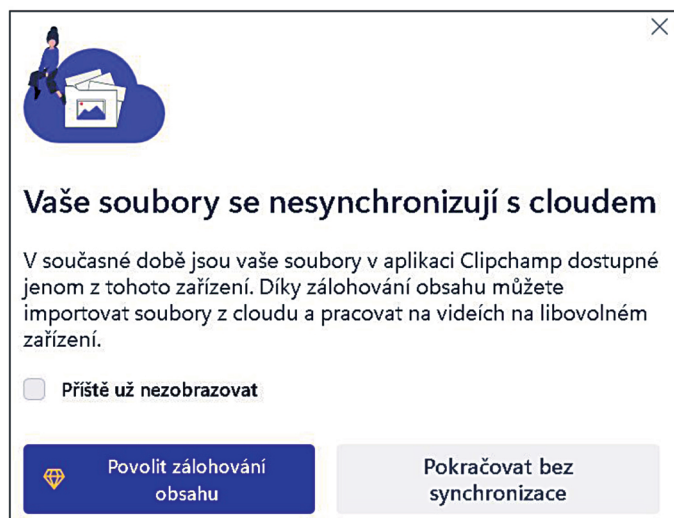 Vaše soubory se nesynchronizují s cloudem
V současné době jsou vaše soubory v aplikaci Clipchamp dostupné
jenom z tohoto zařízení. Díky zálohování obsahu můžete
importovat soubory z cloudu a pracovat na videích na libovolném
zařízení.
Příště už nezobrazovat
Povolit zálohování
obsahu
Pokračovat bez
synchronizace